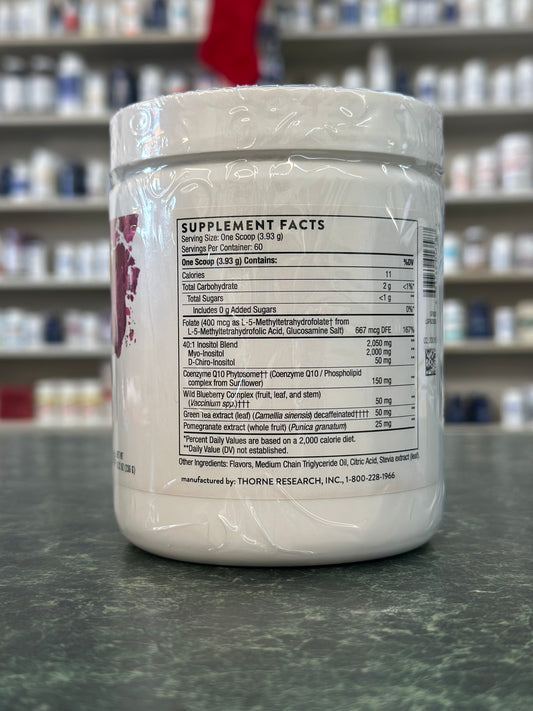 SUPPLEMENT FACTS
Serving Size: One Scoop (3.93 g)
Servings Per Container: 60
One Scoop (3.93 g) Contains: %DV
Calories 11
Total Carbohydrate 2 g <1%*
Total Sugars <1 g **
Includes 0 g Added Sugars 0%*
Folate (400 mcg as L-5-Methyltetrahydrofolate† from
L-5-Methyltetrahydrofolic Acid, Glucosamine Salt) 667 mcg DFE 167%
40:1 Inositol Blend 2,050 mg **
Myo-Inositol 2,000 mg **
D-Chiro-Inositol 50 mg **
Coenzyme Q10 Phytosome†† (Coenzyme Q10 / Phospholipid
complex from Sunflower) 150 mg **
Wild Blueberry Complex (fruit, leaf, and stem)
(Vaccinium spp.)††† 50 mg **
Green Tea extract (leaf) (Camellia sinensis) decaffeinated†††† 50 mg **
Pomegranate extract (whole fruit) (Punica granatum) 25 mg **
*Percent Daily Values are based on a 2,000 calorie diet.
**Daily Value (DV) not established.
Other Ingredients: Flavors, Medium Chain Triglyceride Oil, Citric Acid, Stevia extract (leaf).
manufactured by: THORNE RESEARCH, INC., 1-800-228-1966